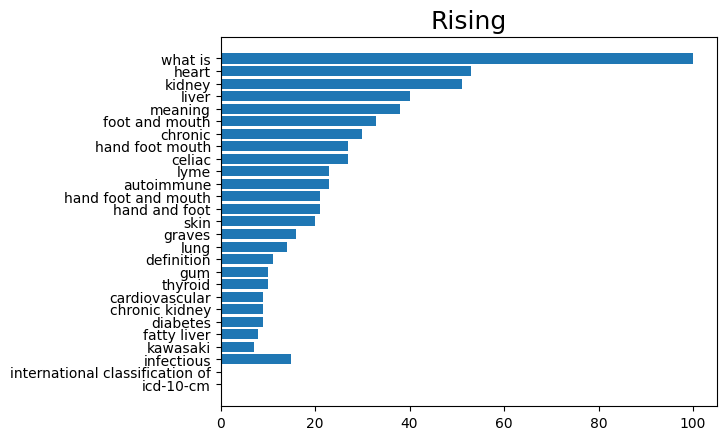 Rising
what is
heart
kidney
liver
meaning
foot and mouth
chronic
hand foot mouth
celiac
lyme
autoimmune
hand foot and mouth
hand and foot
skin
graves
lung
definition
gum
thyroid
cardiovascular
chronic kidney
diabetes
fatty liver
kawasaki
infectious
international classification of
icd-10-cm
0 20 40 60 80 100